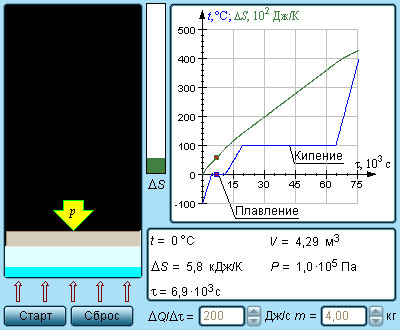 t,°C; ΔS, 10² Дж/К
500
400
300
200
100
0
-100
15 30 45 60 75
τ, 10³ с
Кипение
Плавление
p
ΔS
t = 0 °C V = 4,29 м³
ΔS = 5,8 кДж/К P = 1,0·10⁵ Па
τ = 6,9·10³с
Старт Сброс ΔQ/Δτ = 200 Дж/с m = 4,00 кг